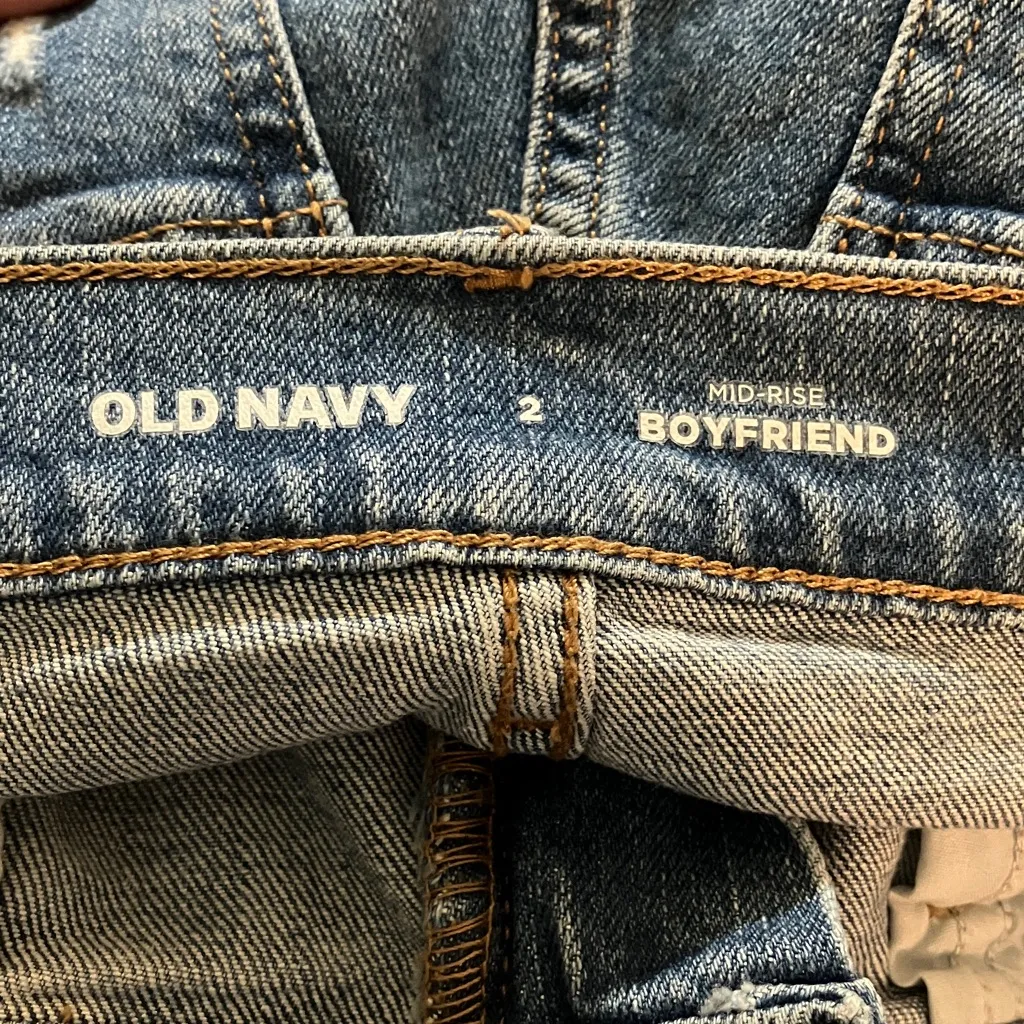 OLD NAVY
2
MID-RISE
BOYFRIEND